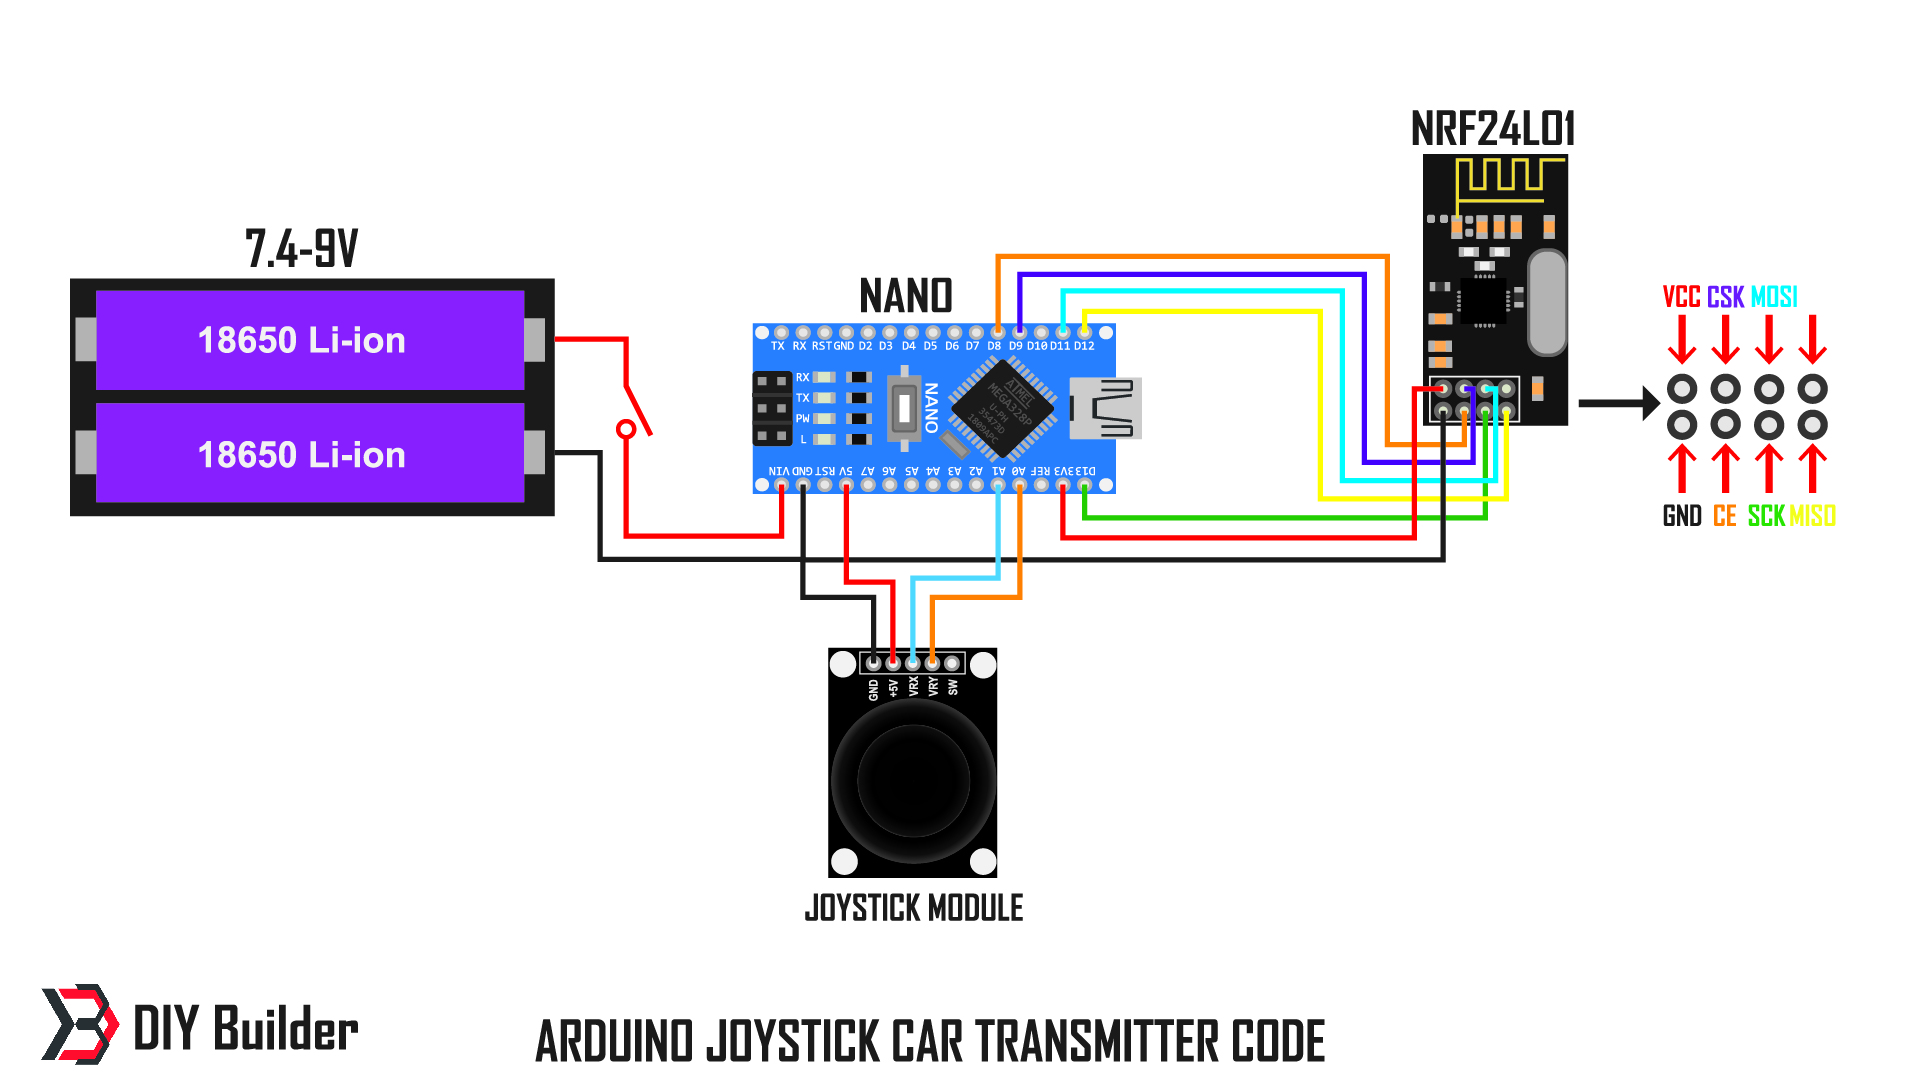 NRF24L01
7.4-9V
18650 Li-ion
18650 Li-ion
NANO
TX RX RST GND D2 D3 D4 D5 D6 D7 D8 D9 D10 D11 D12
RX
TX
PW
L
NANO
ATMEL
MEGA328P
U-PH
35473D
1809APC
VIN GND RST 5V A7 A6 A5 A4 A3 A2 A1 A0 REF 3V3 D13
VCC CSK MOSI
GND CE SCK MISO
GND +5V VRX VRY SW
JOYSTICK MODULE
DIY Builder
ARDUINO JOYSTICK CAR TRANSMITTER CODE